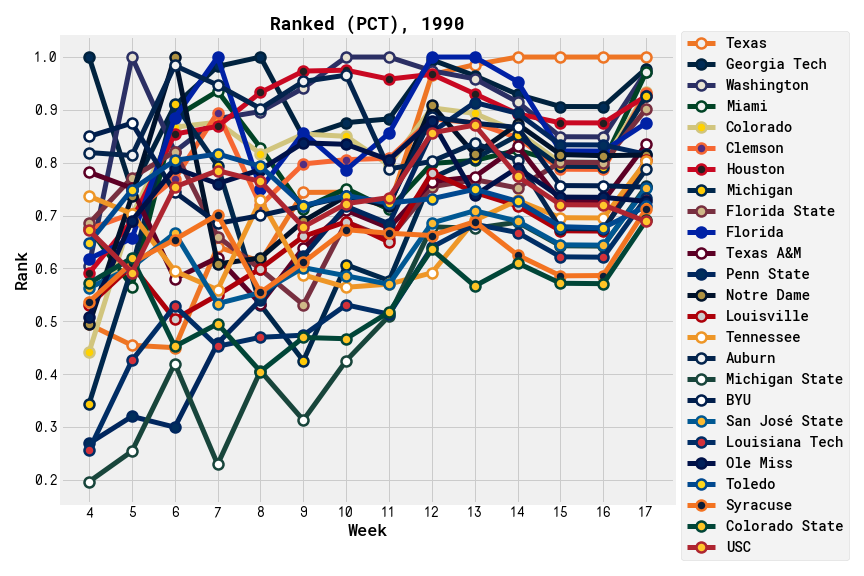 Ranked (PCT), 1990
1.0
0.9
0.8
0.7
0.6
0.5
0.4
0.3
0.2
Rank
4 5 6 7 8 9 10 11 12 13 14 15 16 17
Week
Texas
Georgia Tech
Washington
Miami
Colorado
Clemson
Houston
Michigan
Florida State
Florida
Texas A&M
Penn State
Notre Dame
Louisville
Tennessee
Auburn
Michigan State
BYU
San José State
Louisiana Tech
Ole Miss
Toledo
Syracuse
Colorado State
USC